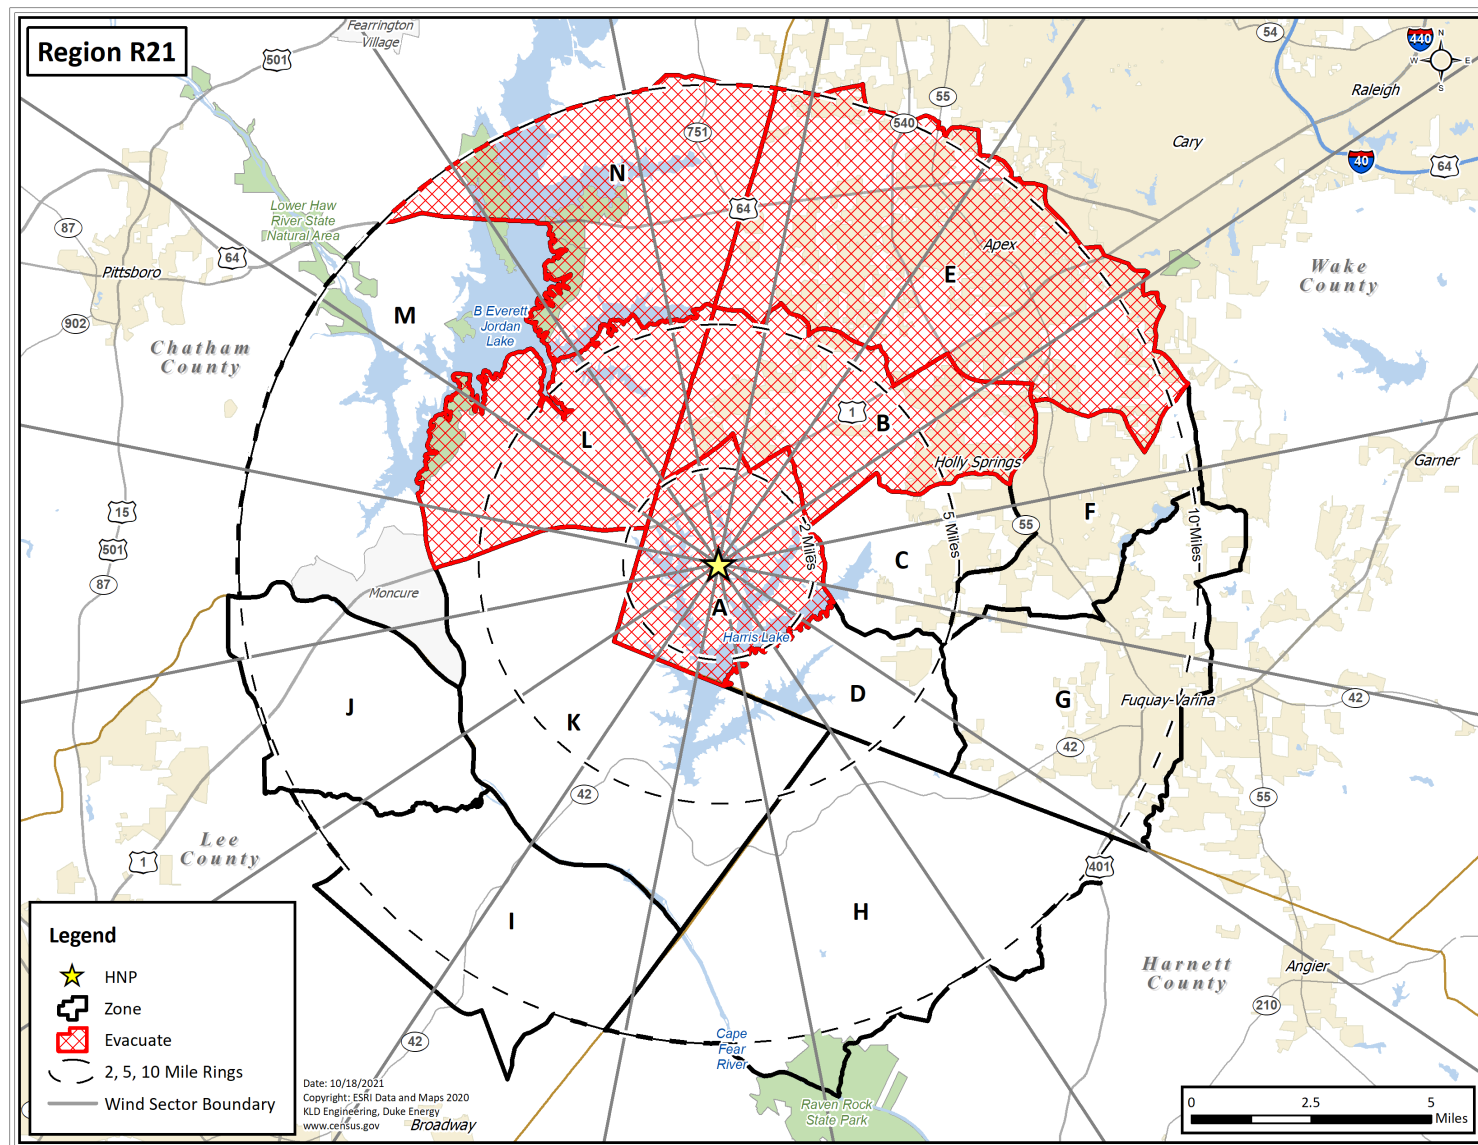 Region R21
Fearrington
Village
501
54
440
N
W
E
S
Raleigh
55
540
751
Cary
40
64
N
64
Lower Haw
River State
Natural Area
87
64
Pittsboro
Apex
E
Wake
County
902
M
B Everett
Jordan
Lake
Chatham
County
1
B
L
Holly Springs
Garner
15
501
87
55
F
5 Miles
10 Miles
2 Miles
C
Moncure
A
Harris Lake
J
K
D
G
Fuquay-Varina
42
42
42
55
Lee
County
1
401
I
H
Harnett
County
Angier
210
42
Cape
Fear
River
Raven Rock
State Park
Broadway
Legend
HNP
Zone
Evacuate
2, 5, 10 Mile Rings
Wind Sector Boundary
Date: 10/18/2021
Copyright: ESRI Data and Maps 2020
KLD Engineering, Duke Energy
www.census.gov
0
2.5
5
Miles